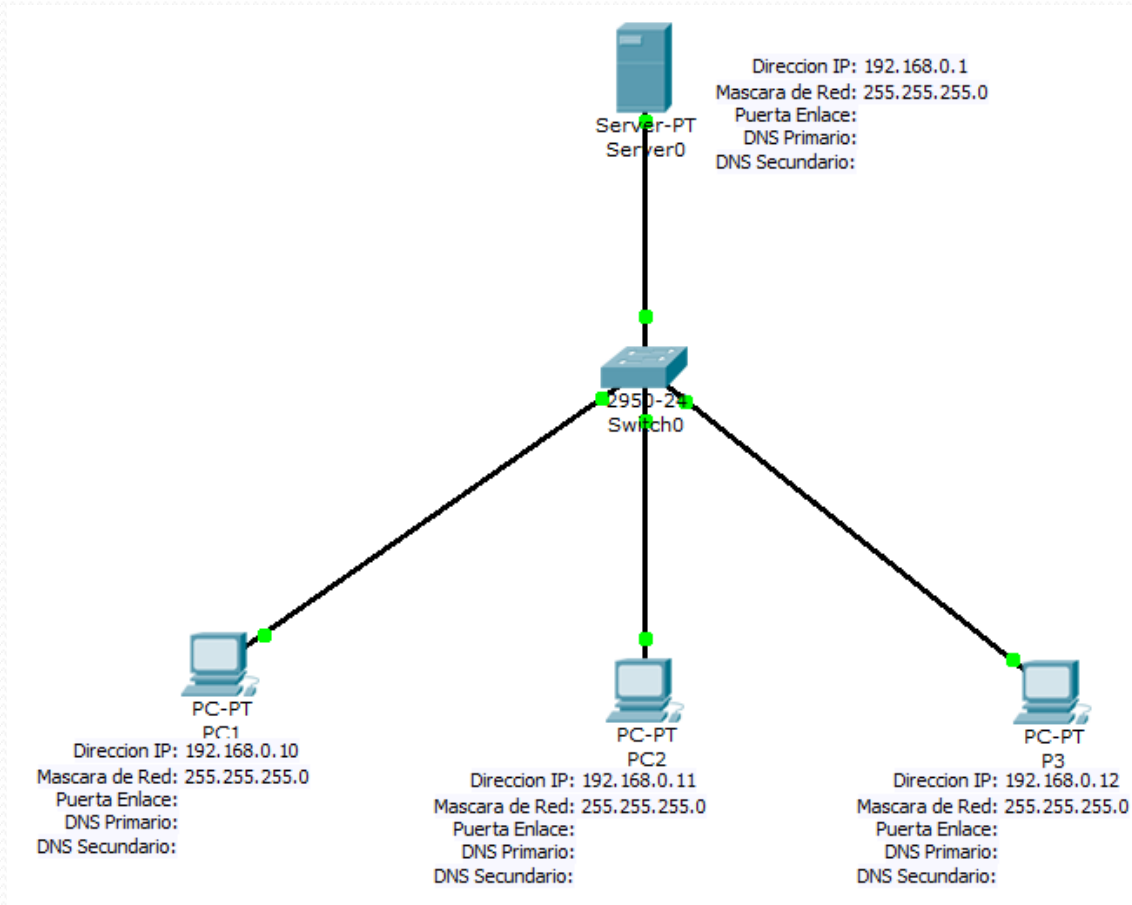 Server-PT
Server0
Direccion IP: 192.168.0.1
Mascara de Red: 255.255.255.0
Puerta Enlace:
DNS Primario:
DNS Secundario:
2950-24
Switch0
PC-PT
PC1
Direccion IP: 192.168.0.10
Mascara de Red: 255.255.255.0
Puerta Enlace:
DNS Primario:
DNS Secundario:
PC-PT
PC2
Direccion IP: 192.168.0.11
Mascara de Red: 255.255.255.0
Puerta Enlace:
DNS Primario:
DNS Secundario:
PC-PT
P3
Direccion IP: 192.168.0.12
Mascara de Red: 255.255.255.0
Puerta Enlace:
DNS Primario:
DNS Secundario: